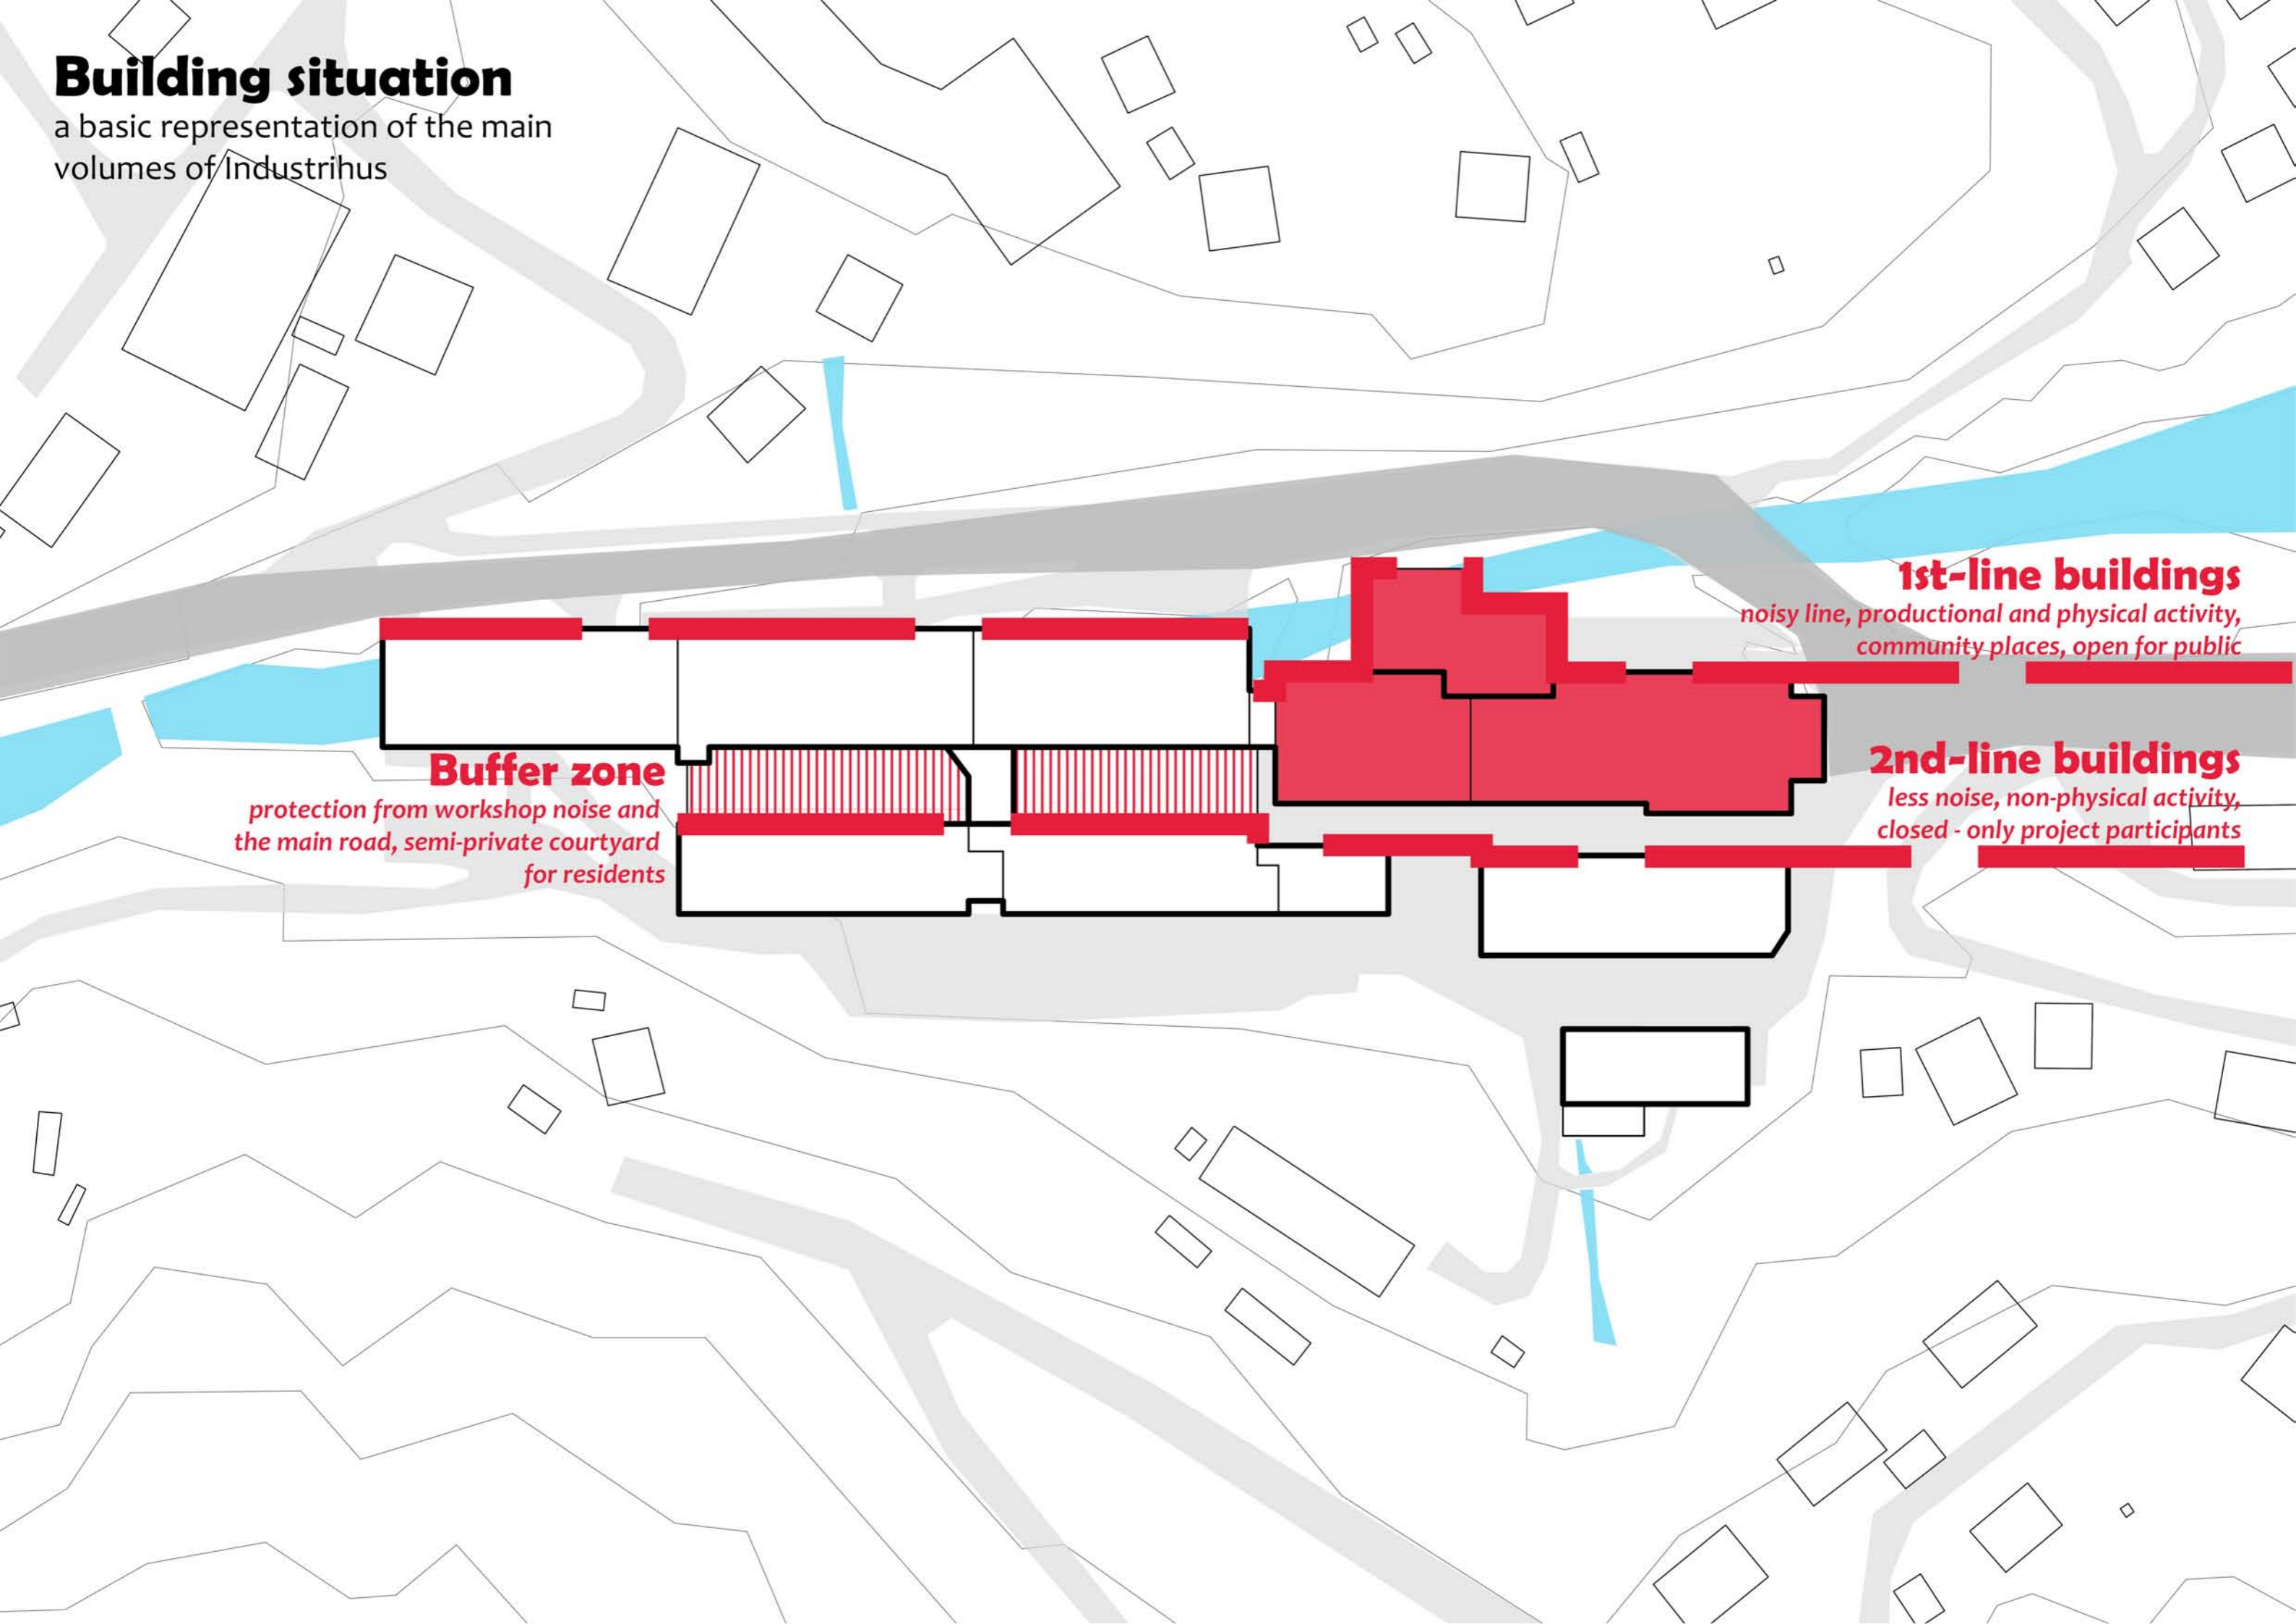 Building situation
a basic representation of the main
volumes of Industrihus
1st-line buildings
noisy line, productional and physical activity,
community places, open for public
2nd-line buildings
less noise, non-physical activity,
closed - only project participants
Buffer zone
protection from workshop noise and
the main road, semi-private courtyard
for residents